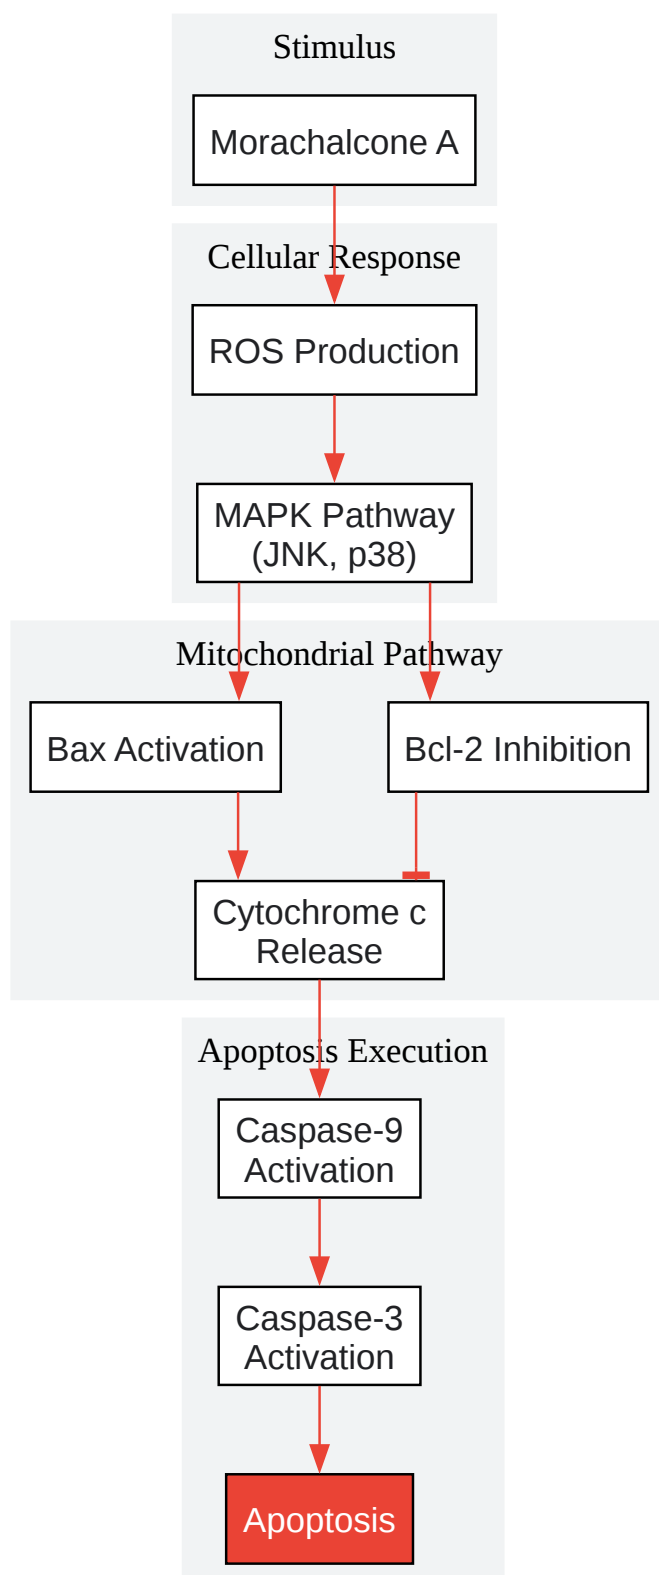 Stimulus
Morachalcone A
Cellular Response
ROS Production
MAPK Pathway
(JNK, p38)
Mitochondrial Pathway
Bax Activation
Bcl-2 Inhibition
Cytochrome c
Release
Apoptosis Execution
Caspase-9
Activation
Caspase-3
Activation
Apoptosis